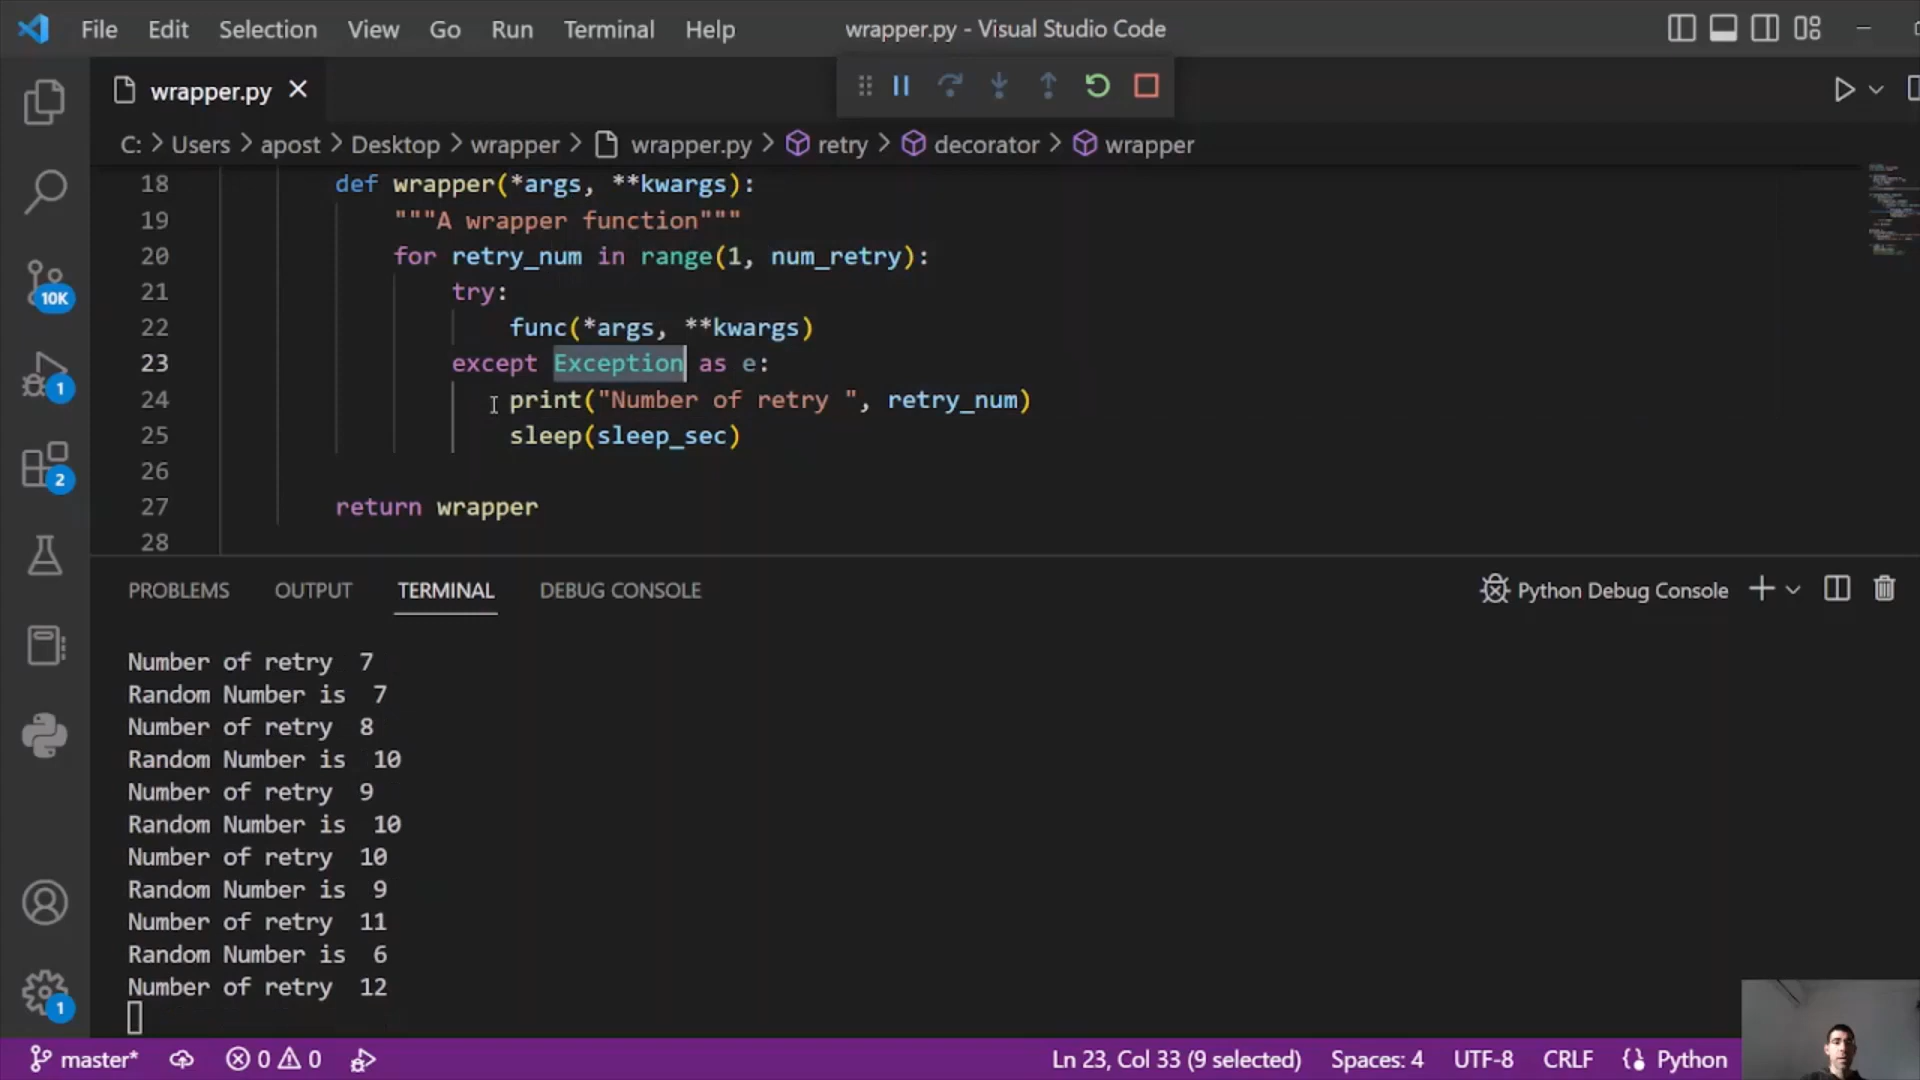 File Edit Selection View Go Run Terminal Help wrapper.py - Visual Studio Code
wrapper.py
C: > Users > apost > Desktop > wrapper > wrapper.py > retry > decorator > wrapper
18 def wrapper(*args, **kwargs):
19 """A wrapper function"""
20 for retry_num in range(1, num_retry):
21 try:
22 func(*args, **kwargs)
23 except Exception as e:
24 print("Number of retry ", retry_num)
25 sleep(sleep_sec)
26
27 return wrapper
28
10K
1
2
1
PROBLEMS OUTPUT TERMINAL DEBUG CONSOLE Python Debug Console
Number of retry 7
Random Number is 7
Number of retry 8
Random Number is 10
Number of retry 9
Random Number is 10
Number of retry 10
Random Number is 9
Number of retry 11
Random Number is 6
Number of retry 12
master* 0 0 Ln 23, Col 33 (9 selected) Spaces: 4 UTF-8 CRLF Python